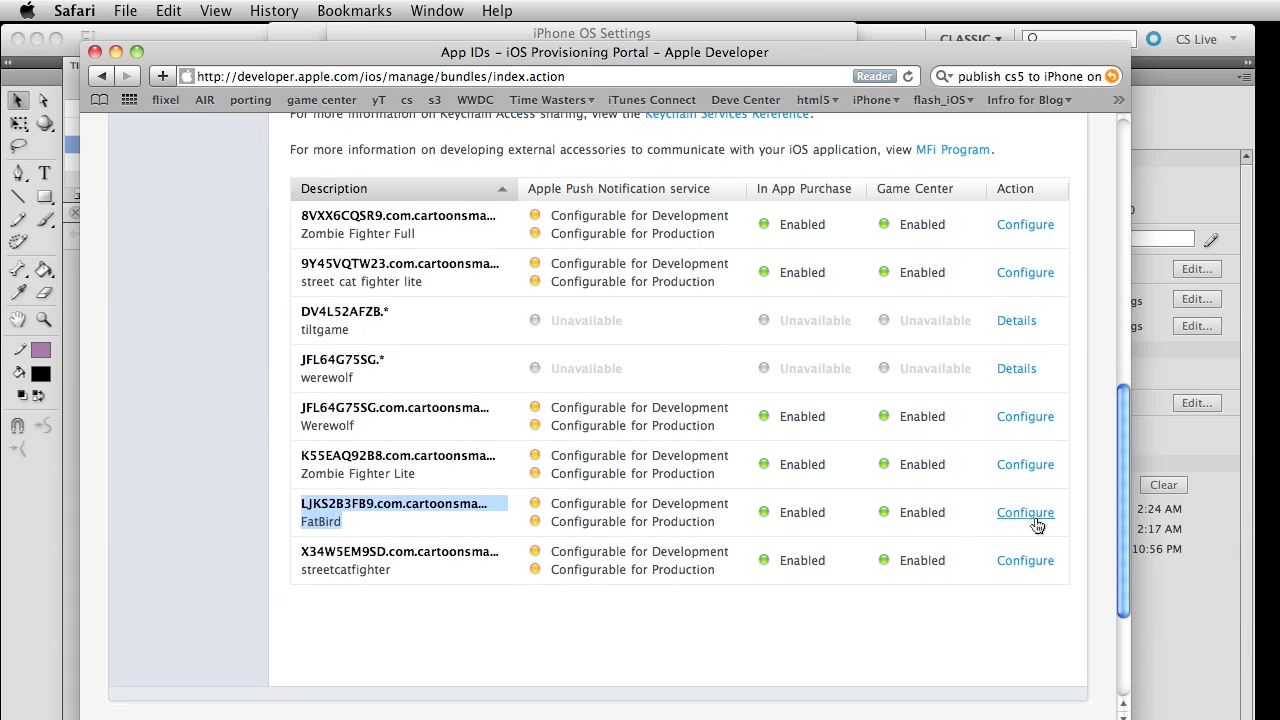 Safari File Edit View History Bookmarks Window Help
iPhone OS Settings
CLASSIC
CS Live
App IDs – iOS Provisioning Portal – Apple Developer
http://developer.apple.com/ios/manage/bundles/index.action
Reader
publish cs5 to iPhone on
flixel AIR porting game center yT cs s3 WWDC Time Wasters iTunes Connect Deve Center html5 iPhone flash_iOS Infro for Blog
For more information on Keychain Access sharing, view the Keychain Services Reference.
For more information on developing external accessories to communicate with your iOS application, view MFi Program.
Description Apple Push Notification service In App Purchase Game Center Action
8VXX6CQSR9.com.cartoonsma... Configurable for Development
Zombie Fighter Full Configurable for Production Enabled Enabled Configure
9Y45VQTW23.com.cartoonsma... Configurable for Development
street cat fighter lite Configurable for Production Enabled Enabled Configure
DV4L52AFZB.*
tiltgame Unavailable Unavailable Unavailable Details
JFL64G75SG.*
werewolf Unavailable Unavailable Unavailable Details
JFL64G75SG.com.cartoonsma... Configurable for Development
Werewolf Configurable for Production Enabled Enabled Configure
K55EAQ92B8.com.cartoonsma... Configurable for Development
Zombie Fighter Lite Configurable for Production Enabled Enabled Configure
LJKS2B3FB9.com.cartoonsma... Configurable for Development
FatBird Configurable for Production Enabled Enabled Configure
X34W5EM9SD.com.cartoonsma... Configurable for Development
streetcatfighter Configurable for Production Enabled Enabled Configure
Edit...
gs Edit...
gs Edit...
Edit...
Clear
2:24 AM
2:17 AM
10:56 PM
T